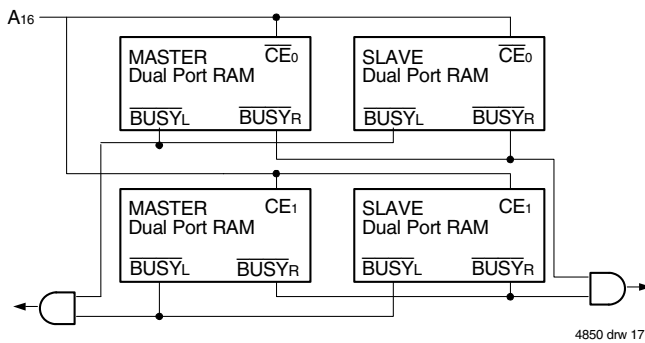 A16
MASTER CE0
Dual Port RAM
BUSYL BUSYR
SLAVE CE0
Dual Port RAM
BUSYL BUSYR
MASTER CE1
Dual Port RAM
BUSYL BUSYR
SLAVE CE1
Dual Port RAM
BUSYL BUSYR
4850 drw 17